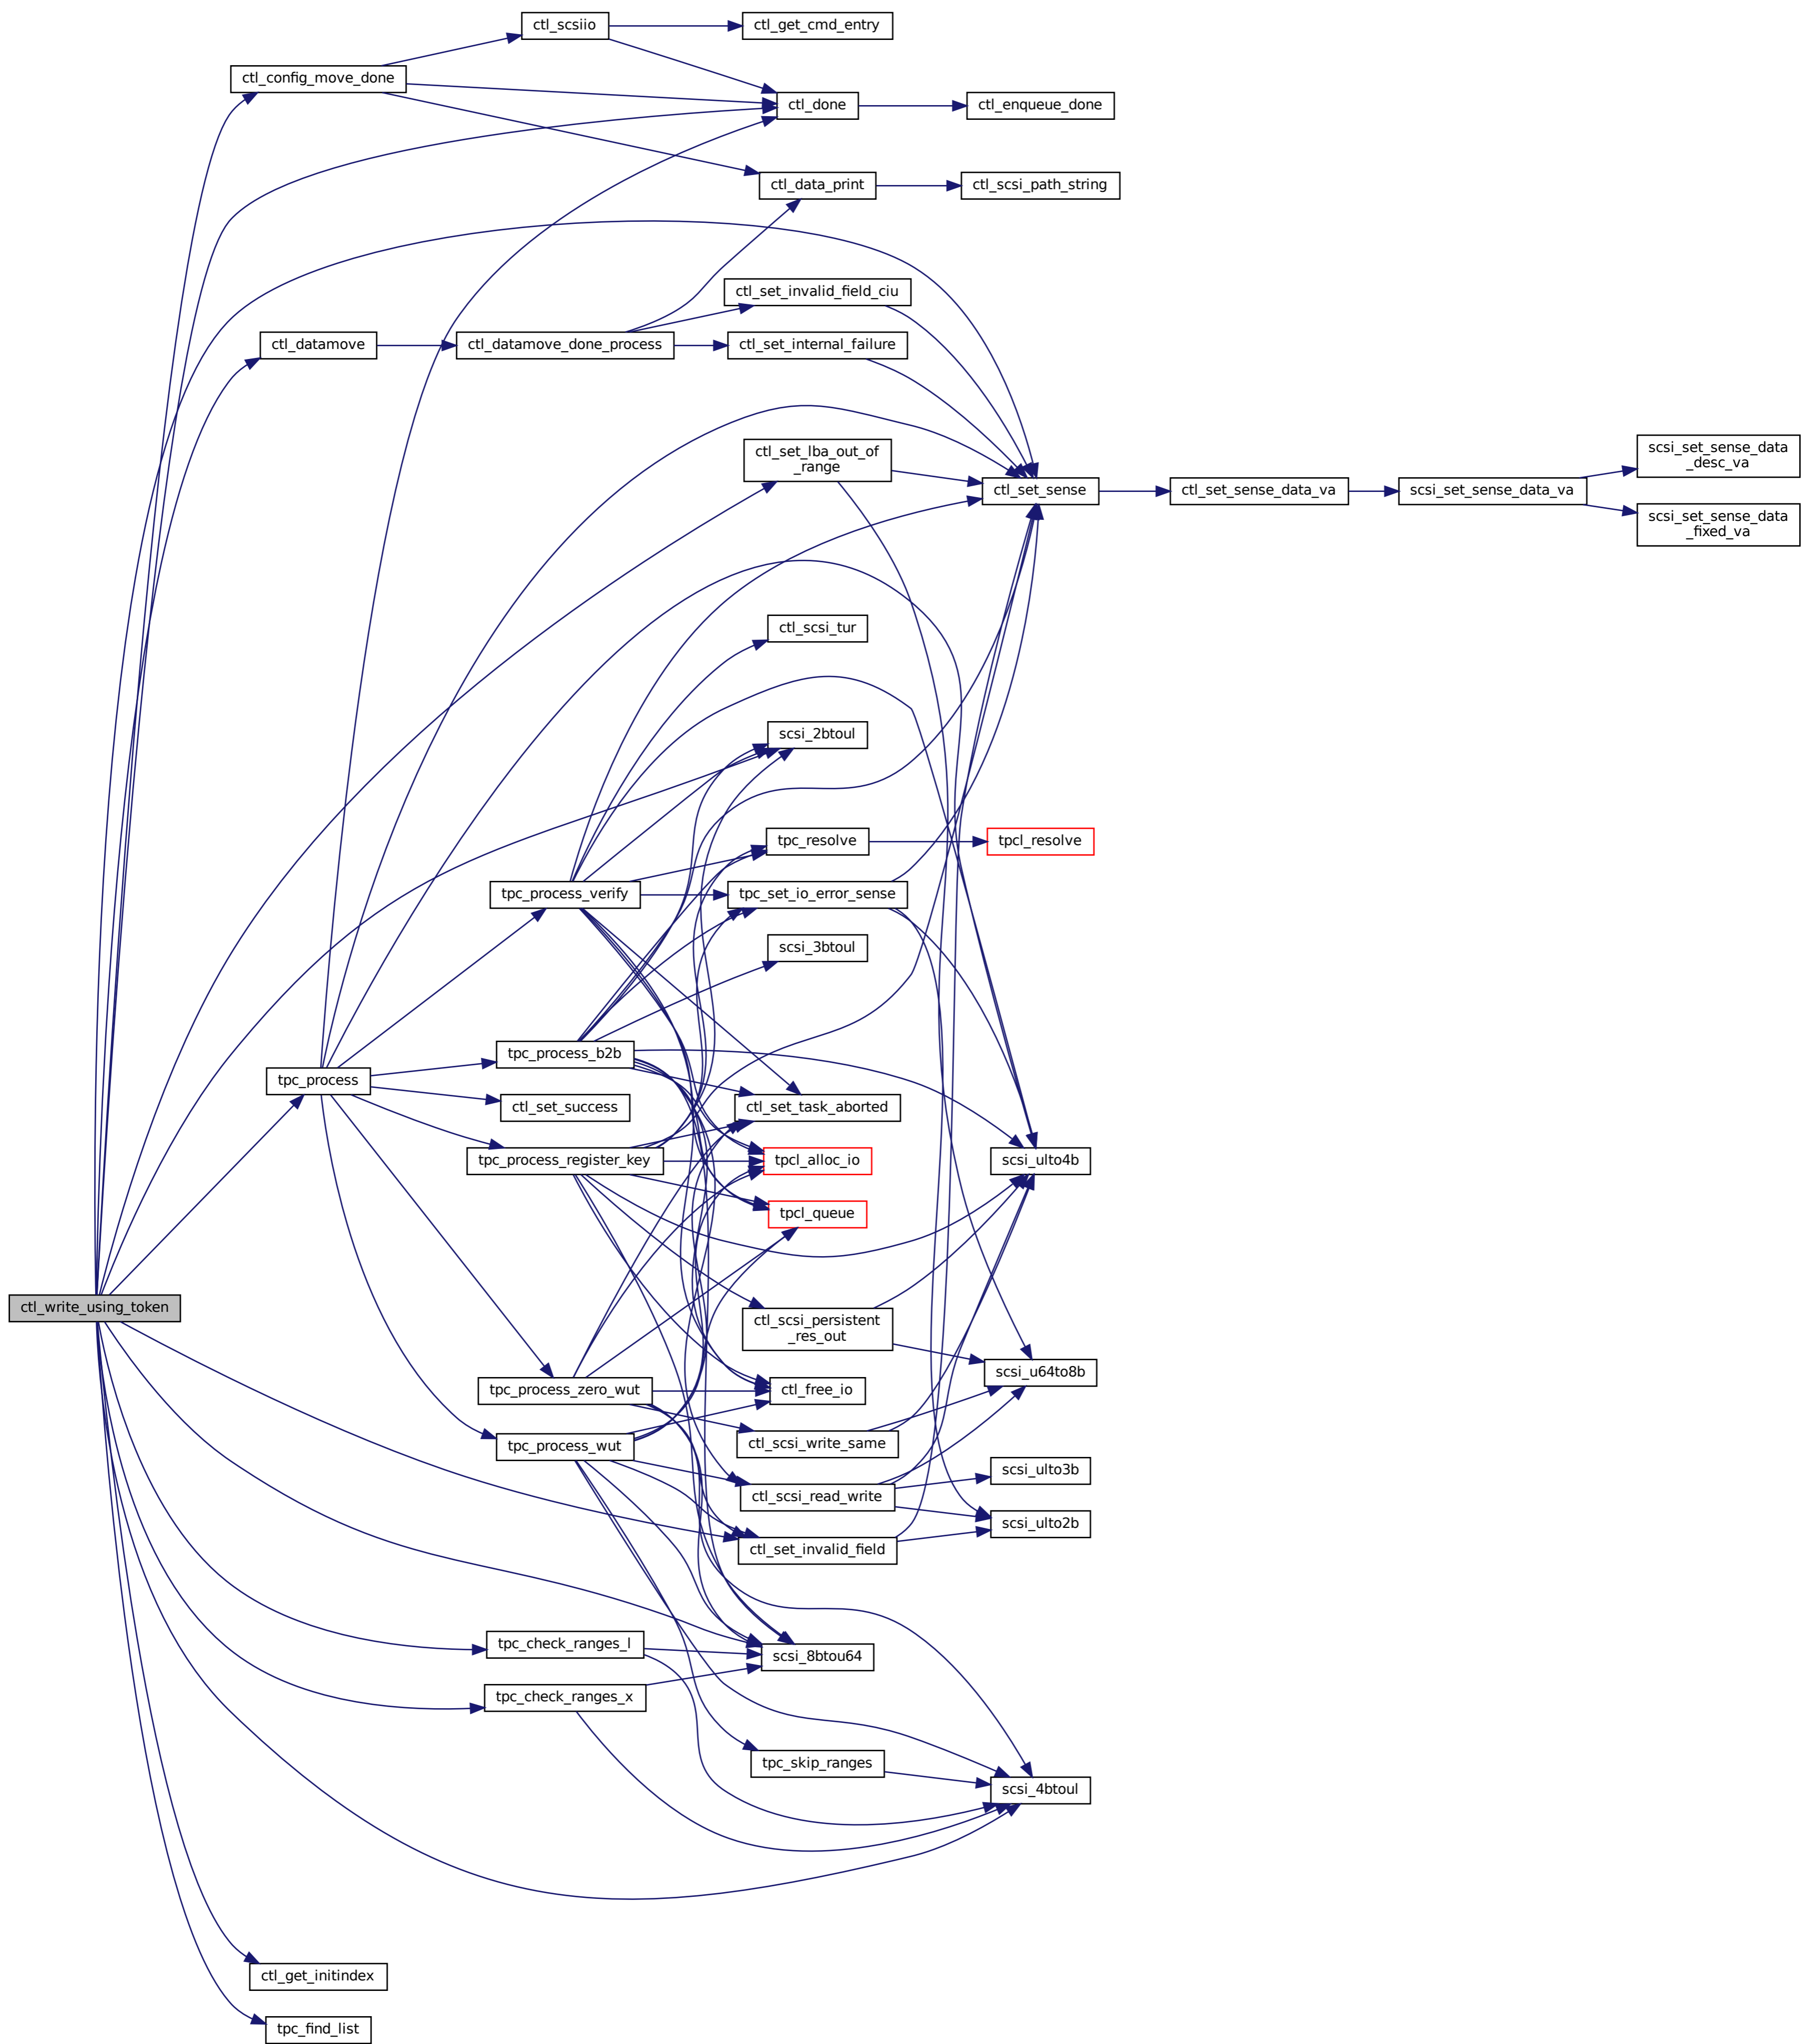 ctl_scsiio
ctl_get_cmd_entry
ctl_config_move_done
ctl_done
ctl_enqueue_done
ctl_data_print
ctl_scsi_path_string
ctl_set_invalid_field_ciu
ctl_datamove
ctl_datamove_done_process
ctl_set_internal_failure
ctl_set_lba_out_of
_range
scsi_set_sense_data
_desc_va
ctl_set_sense
ctl_set_sense_data_va
scsi_set_sense_data_va
scsi_set_sense_data
_fixed_va
ctl_scsi_tur
scsi_2btoul
tpc_resolve
tpcl_resolve
tpc_process_verify
tpc_set_io_error_sense
scsi_3btoul
tpc_process_b2b
tpc_process
ctl_set_success
ctl_set_task_aborted
tpc_process_register_key
tpcl_alloc_io
scsi_ulto4b
tpcl_queue
ctl_write_using_token
ctl_scsi_persistent
_res_out
scsi_u64to8b
tpc_process_zero_wut
ctl_free_io
tpc_process_wut
ctl_scsi_write_same
scsi_ulto3b
ctl_scsi_read_write
scsi_ulto2b
ctl_set_invalid_field
tpc_check_ranges_l
scsi_8btou64
tpc_check_ranges_x
tpc_skip_ranges
scsi_4btoul
ctl_get_initindex
tpc_find_list